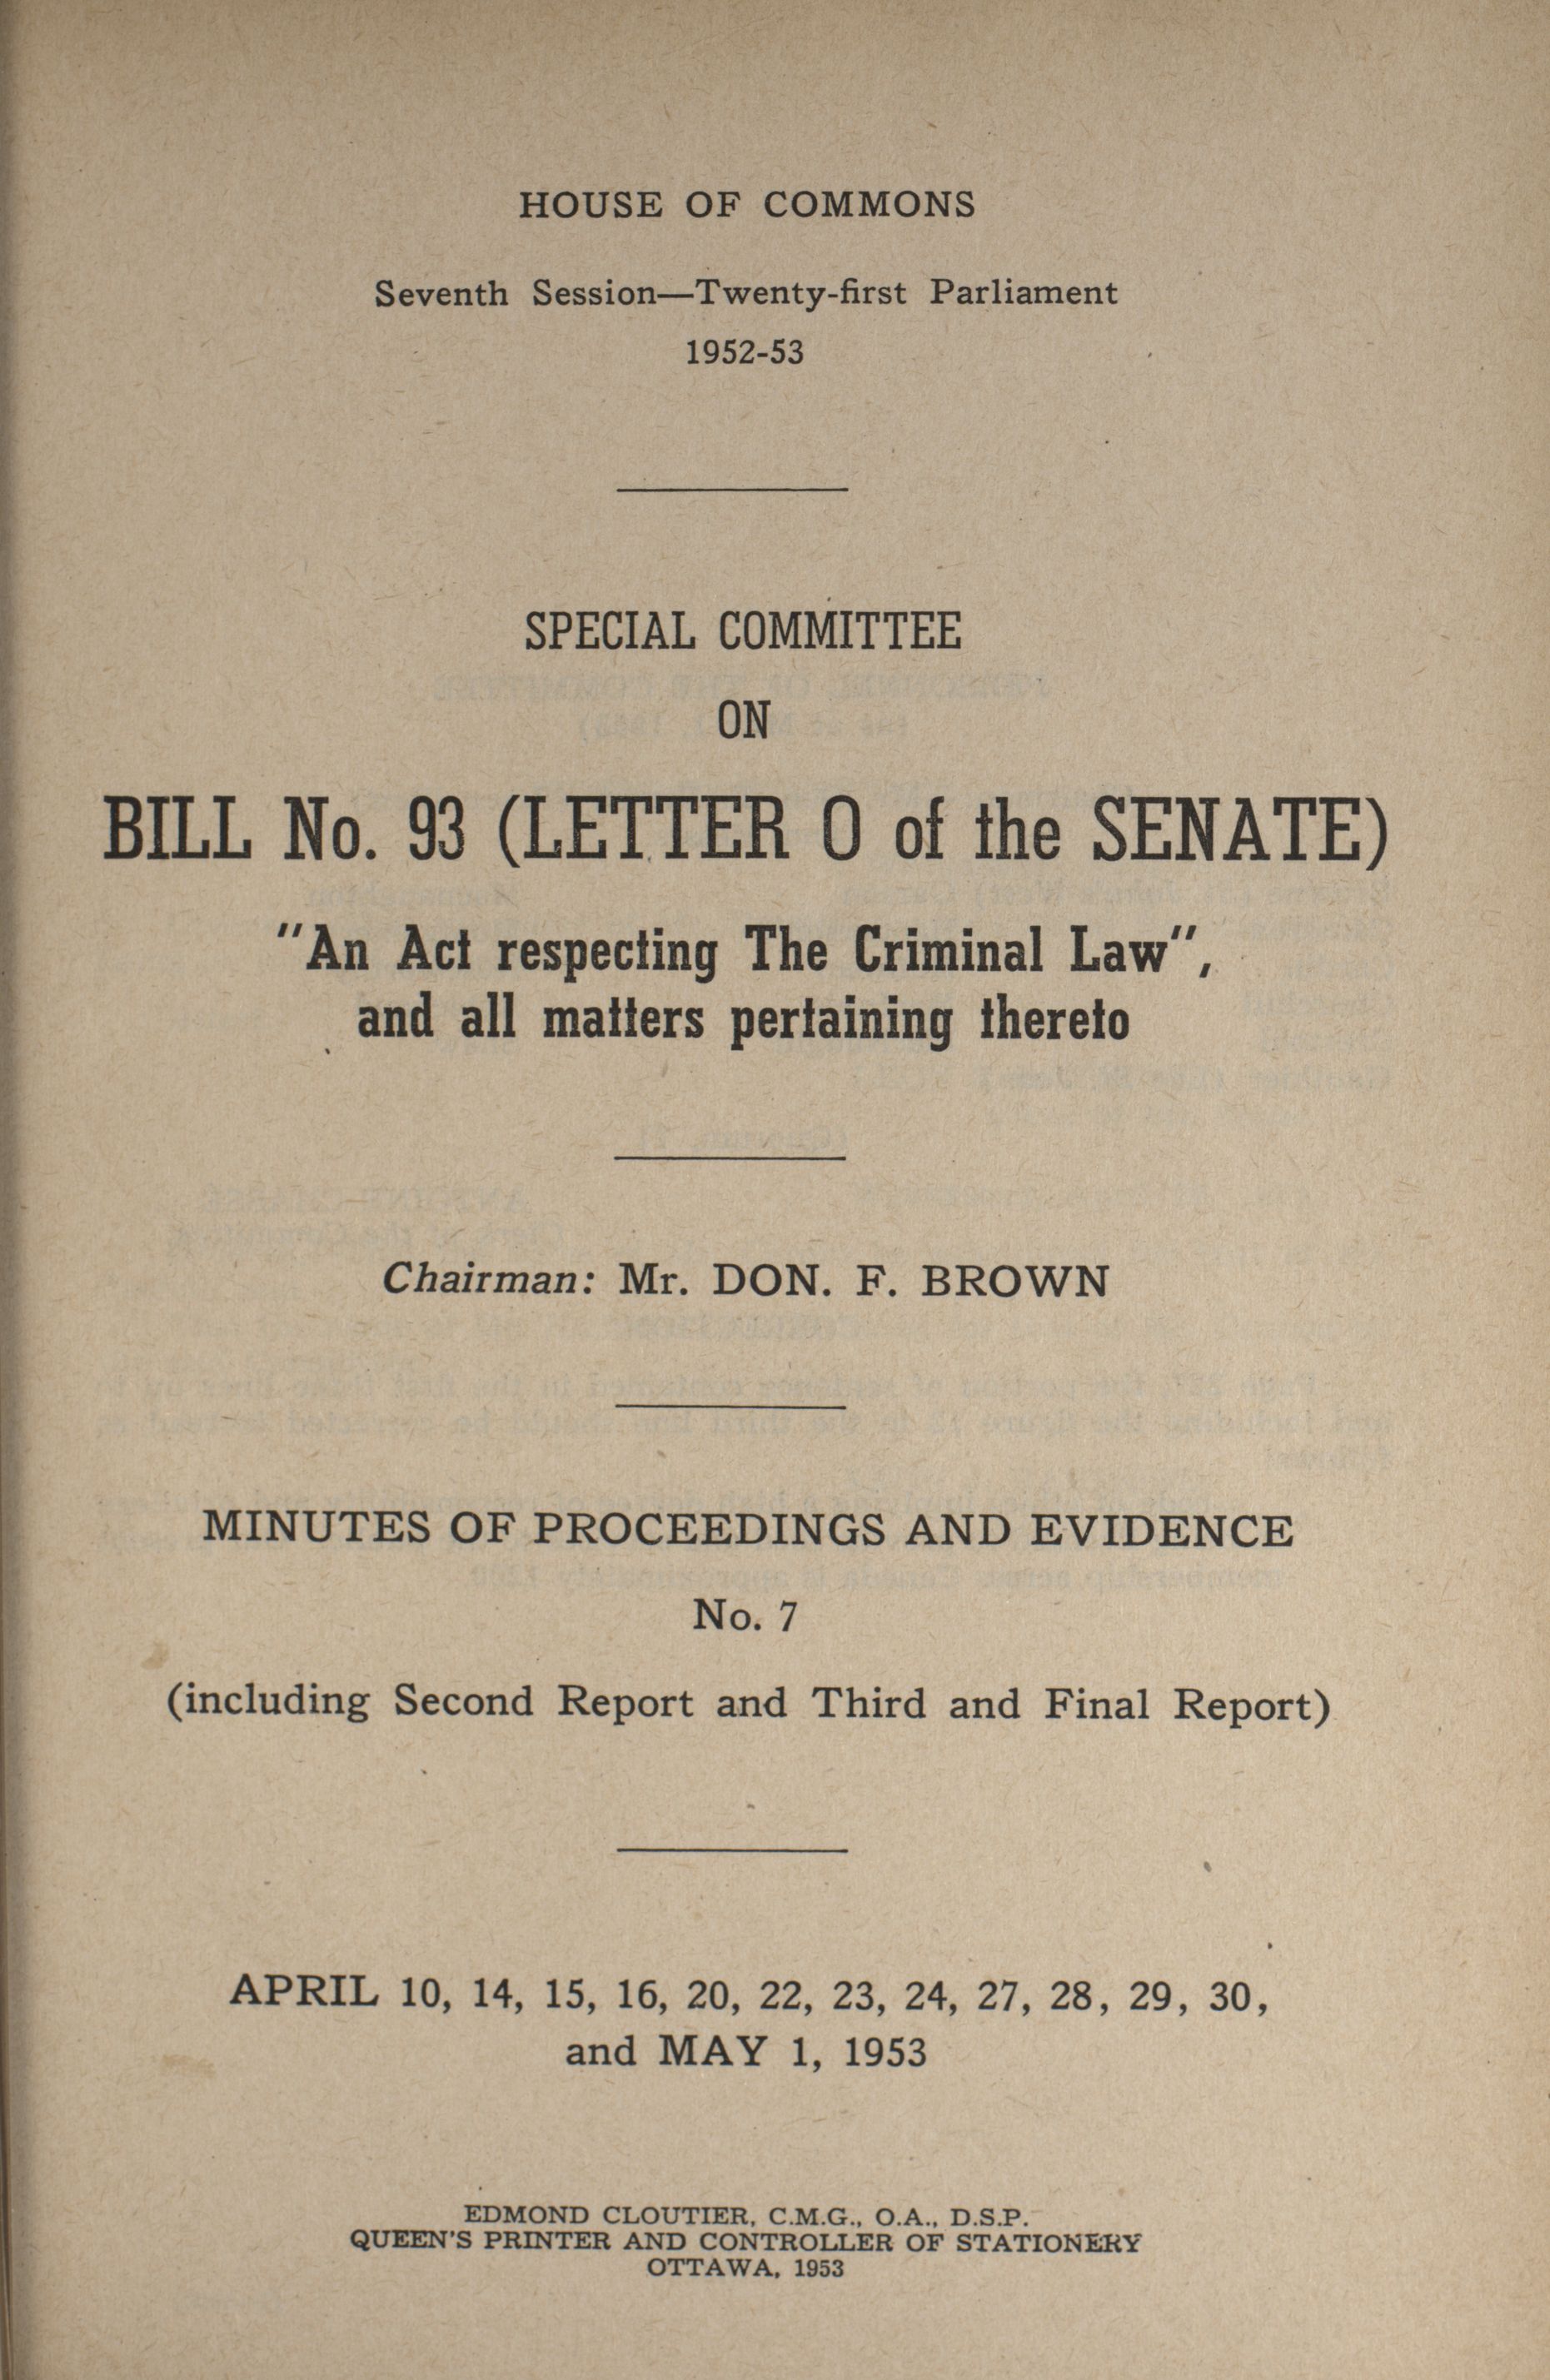 HOUSE OF COMMONS
Seventh Session—Twenty-first Parliament
1952-53
SPECIAL COMMITTEE
ON
BILL No. 93 (LETTER O of the SENATE)
"An Act respecting The Criminal Law",
and all matters pertaining thereto
Chairman: Mr. DON. F. BROWN
MINUTES OF PROCEEDINGS AND EVIDENCE
No. 7
(including Second Report and Third and Final Report)
APRIL 10, 14, 15, 16, 20, 22, 23, 24, 27, 28, 29, 30,
and MAY 1, 1953
EDMOND CLOUTIER, C.M.G., O.A., D.S.P.
QUEEN'S PRINTER AND CONTROLLER OF STATIONERY
OTTAWA, 1953